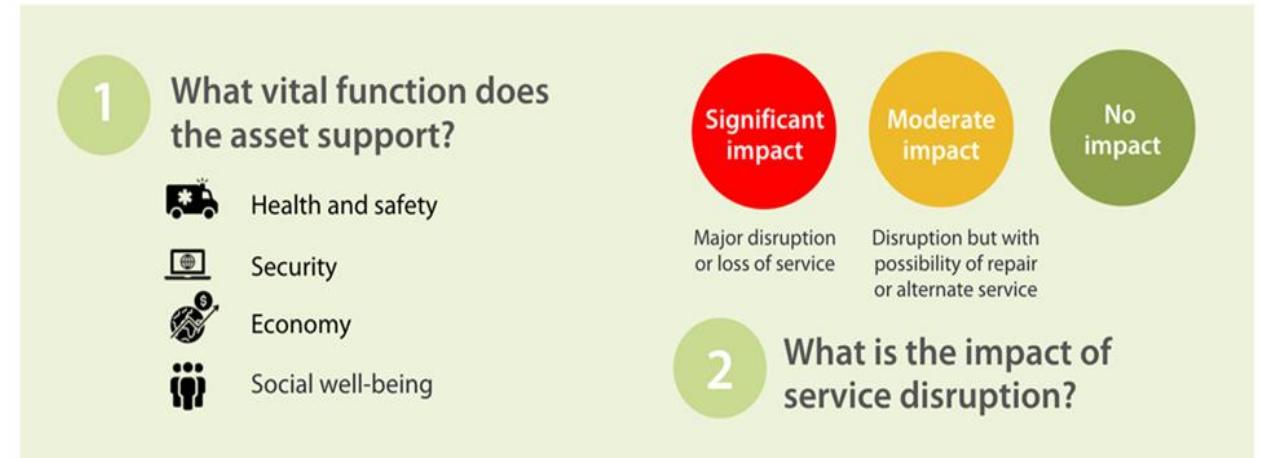 1
What vital function does
the asset support?
Health and safety
Security
$
Economy
Social well-being
Significant
impact
Moderate
impact
No
impact
Major disruption
or loss of service
Disruption but with
possibility of repair
or alternate service
2
What is the impact of
service disruption?